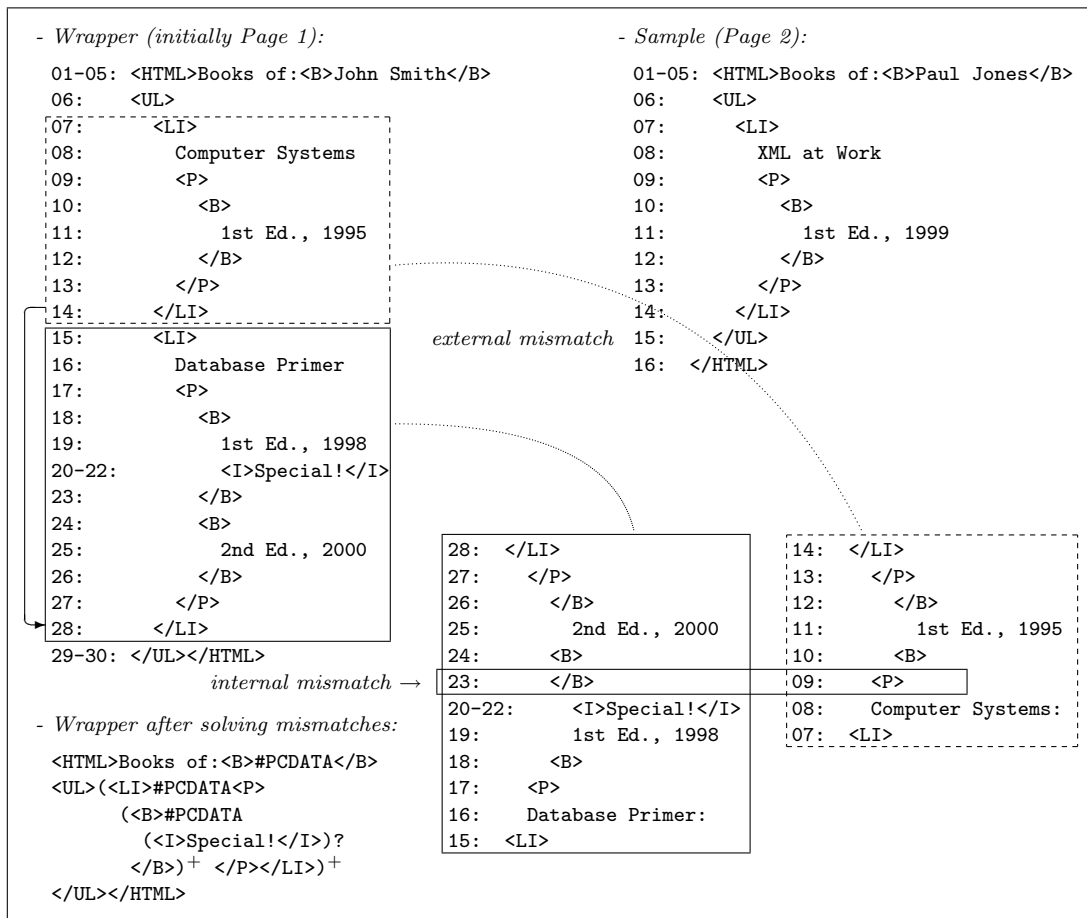 - Wrapper (initially Page 1):
01-05: <HTML>Books of:<B>John Smith</B>
06: <UL>
07: <LI>
08: Computer Systems
09: <P>
10: <B>
11: 1st Ed., 1995
12: </B>
13: </P>
14: </LI>
15: <LI>
16: Database Primer
17: <P>
18: <B>
19: 1st Ed., 1998
20-22: <I>Special!</I>
23: </B>
24: <B>
25: 2nd Ed., 2000
26: </B>
27: </P>
28: </LI>
29-30: </UL></HTML>
- Sample (Page 2):
01-05: <HTML>Books of:<B>Paul Jones</B>
06: <UL>
07: <LI>
08: XML at Work
09: <P>
10: <B>
11: 1st Ed., 1999
12: </B>
13: </P>
14: </LI>
external mismatch 15: </UL>
16: </HTML>
28: </LI>
27: </P>
26: </B>
25: 2nd Ed., 2000
24: <B>
internal mismatch → 23: </B>
20-22: <I>Special!</I>
19: 1st Ed., 1998
18: <B>
17: <P>
16: Database Primer:
15: <LI>
14: </LI>
13: </P>
12: </B>
11: 1st Ed., 1995
10: <B>
09: <P>
08: Computer Systems:
07: <LI>
- Wrapper after solving mismatches:
<HTML>Books of:<B>#PCDATA</B>
<UL>(<LI>#PCDATA<P>
(<B>#PCDATA
(<I>Special!</I>)?
</B>)+ </P></LI>)+
</UL></HTML>